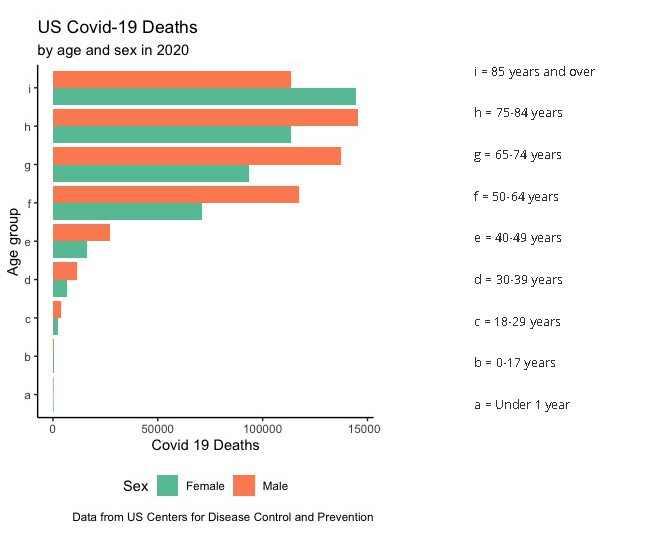 US Covid-19 Deaths
by age and sex in 2020
i = 85 years and over
h = 75-84 years
g = 65-74 years
f = 50-64 years
e = 40-49 years
d = 30-39 years
c = 18-29 years
b = 0-17 years
a = Under 1 year
Age group
i
h
g
f
e
d
c
b
a
0 50000 100000 15000
Covid 19 Deaths
Sex Female Male
Data from US Centers for Disease Control and Prevention